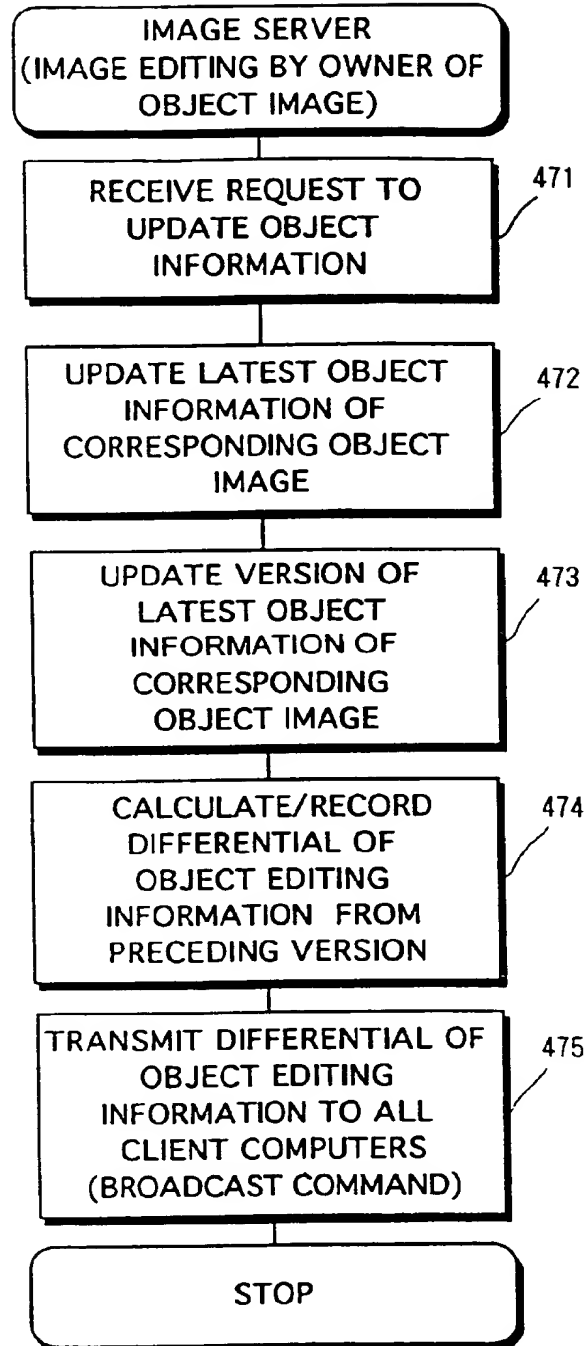 IMAGE SERVER
(IMAGE EDITING BY OWNER OF
OBJECT IMAGE)
RECEIVE REQUEST TO
UPDATE OBJECT
INFORMATION
471
UPDATE LATEST OBJECT
INFORMATION OF
CORRESPONDING OBJECT
IMAGE
472
UPDATE VERSION OF
LATEST OBJECT
INFORMATION OF
CORRESPONDING
OBJECT IMAGE
473
CALCULATE/RECORD
DIFFERENTIAL OF
OBJECT EDITING
INFORMATION FROM
PRECEDING VERSION
474
TRANSMIT DIFFERENTIAL OF
OBJECT EDITING
INFORMATION TO ALL
CLIENT COMPUTERS
(BROADCAST COMMAND)
475
STOP